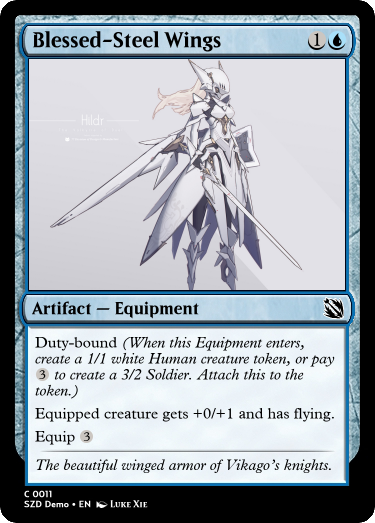 Blessed-Steel Wings 1
Hildr
Artifact — Equipment
Duty-bound (When this Equipment enters,
create a 1/1 white Human creature token, or pay
3 to create a 3/2 Soldier. Attach this to the
token.)
Equipped creature gets +0/+1 and has flying.
Equip 3
The beautiful winged armor of Vikago's knights.
C 0011
SZD Demo • EN Luke Xie